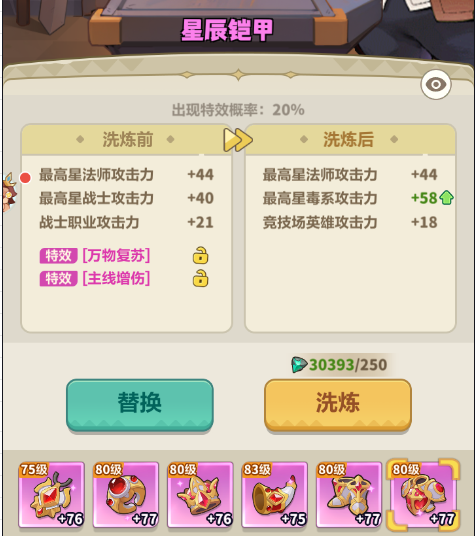 星辰铠甲
出现特效概率：20%
洗炼前
洗炼后
最高星法师攻击力 +44
最高星战士攻击力 +40
战士职业攻击力 +21
特效 [万物复苏]
特效 [主线增伤]
最高星法师攻击力 +44
最高星毒系攻击力 +58
竞技场英雄攻击力 +18
30393/250
替换
洗炼
75级 80级 80级 83级 80级 80级
+76 +77 +76 +75 +77 +77